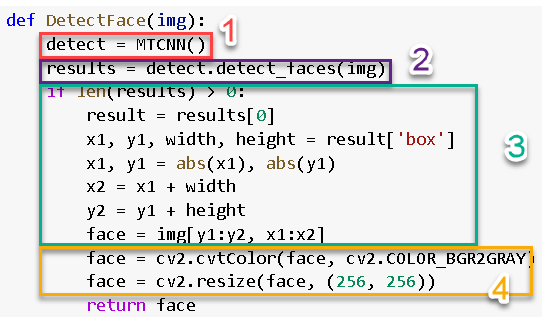 def DetectFace(img):
    detect = MTCNN() 1
    results = detect.detect_faces(img) 2
    if len(results) > 0:
        result = results[0]
        x1, y1, width, height = result['box']
        x1, y1 = abs(x1), abs(y1) 3
        x2 = x1 + width
        y2 = y1 + height
        face = img[y1:y2, x1:x2]
        face = cv2.cvtColor(face, cv2.COLOR_BGR2GRAY)
        face = cv2.resize(face, (256, 256)) 4
        return face